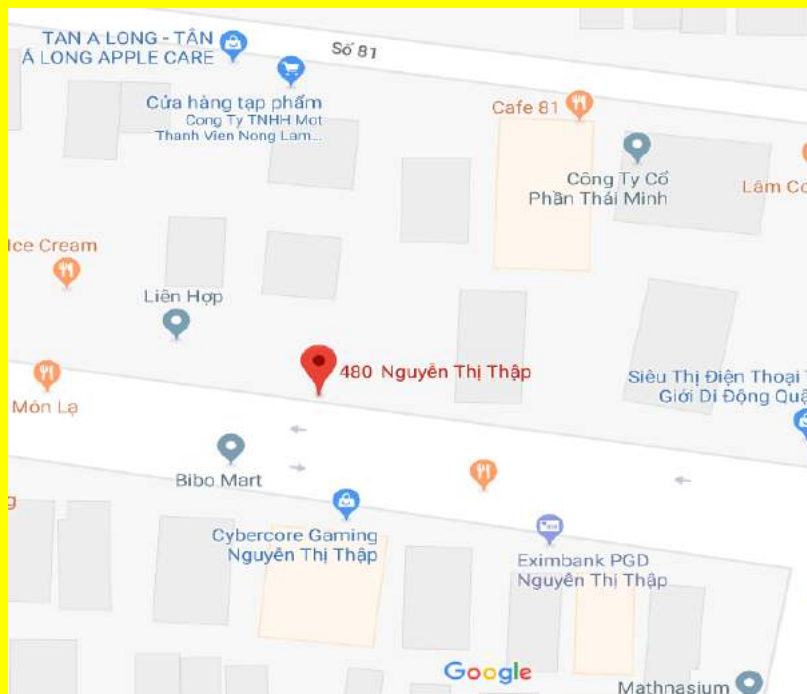 TAN A LONG - TÂN
Á LONG APPLE CARE
Số 81
Cửa hàng tạp phẩm
Cong Ty TNHH Mot
Thanh Vien Nong Lam...
Cafe 81
Công Ty Cổ
Phần Thái Minh
Lâm Co
Ice Cream
Liên Hợp
480 Nguyễn Thị Thập
Siêu Thị Điện Thoại T
Giới Di Động Quậ
Món Lạ
Bibo Mart
g
Cybercore Gaming
Nguyễn Thị Thập
Eximbank PGD
Nguyễn Thị Thập
Google
Mathnasium